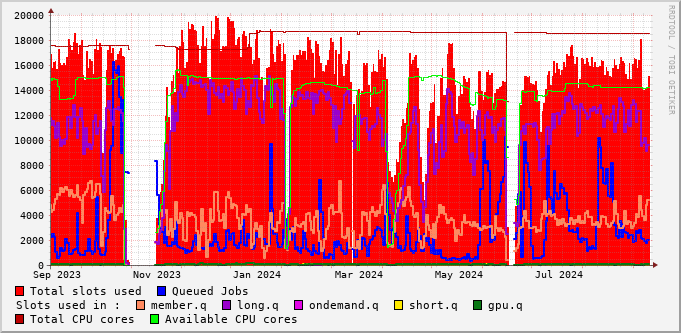 20000
18000
16000
14000
12000
10000
8000
6000
4000
2000
0
Sep 2023 Nov 2023 Jan 2024 Mar 2024 May 2024 Jul 2024
Total slots used Queued Jobs
Slots used in : member.q long.q ondemand.q short.q gpu.q
Total CPU cores Available CPU cores
RRDTOOL / TOBI OETIKER